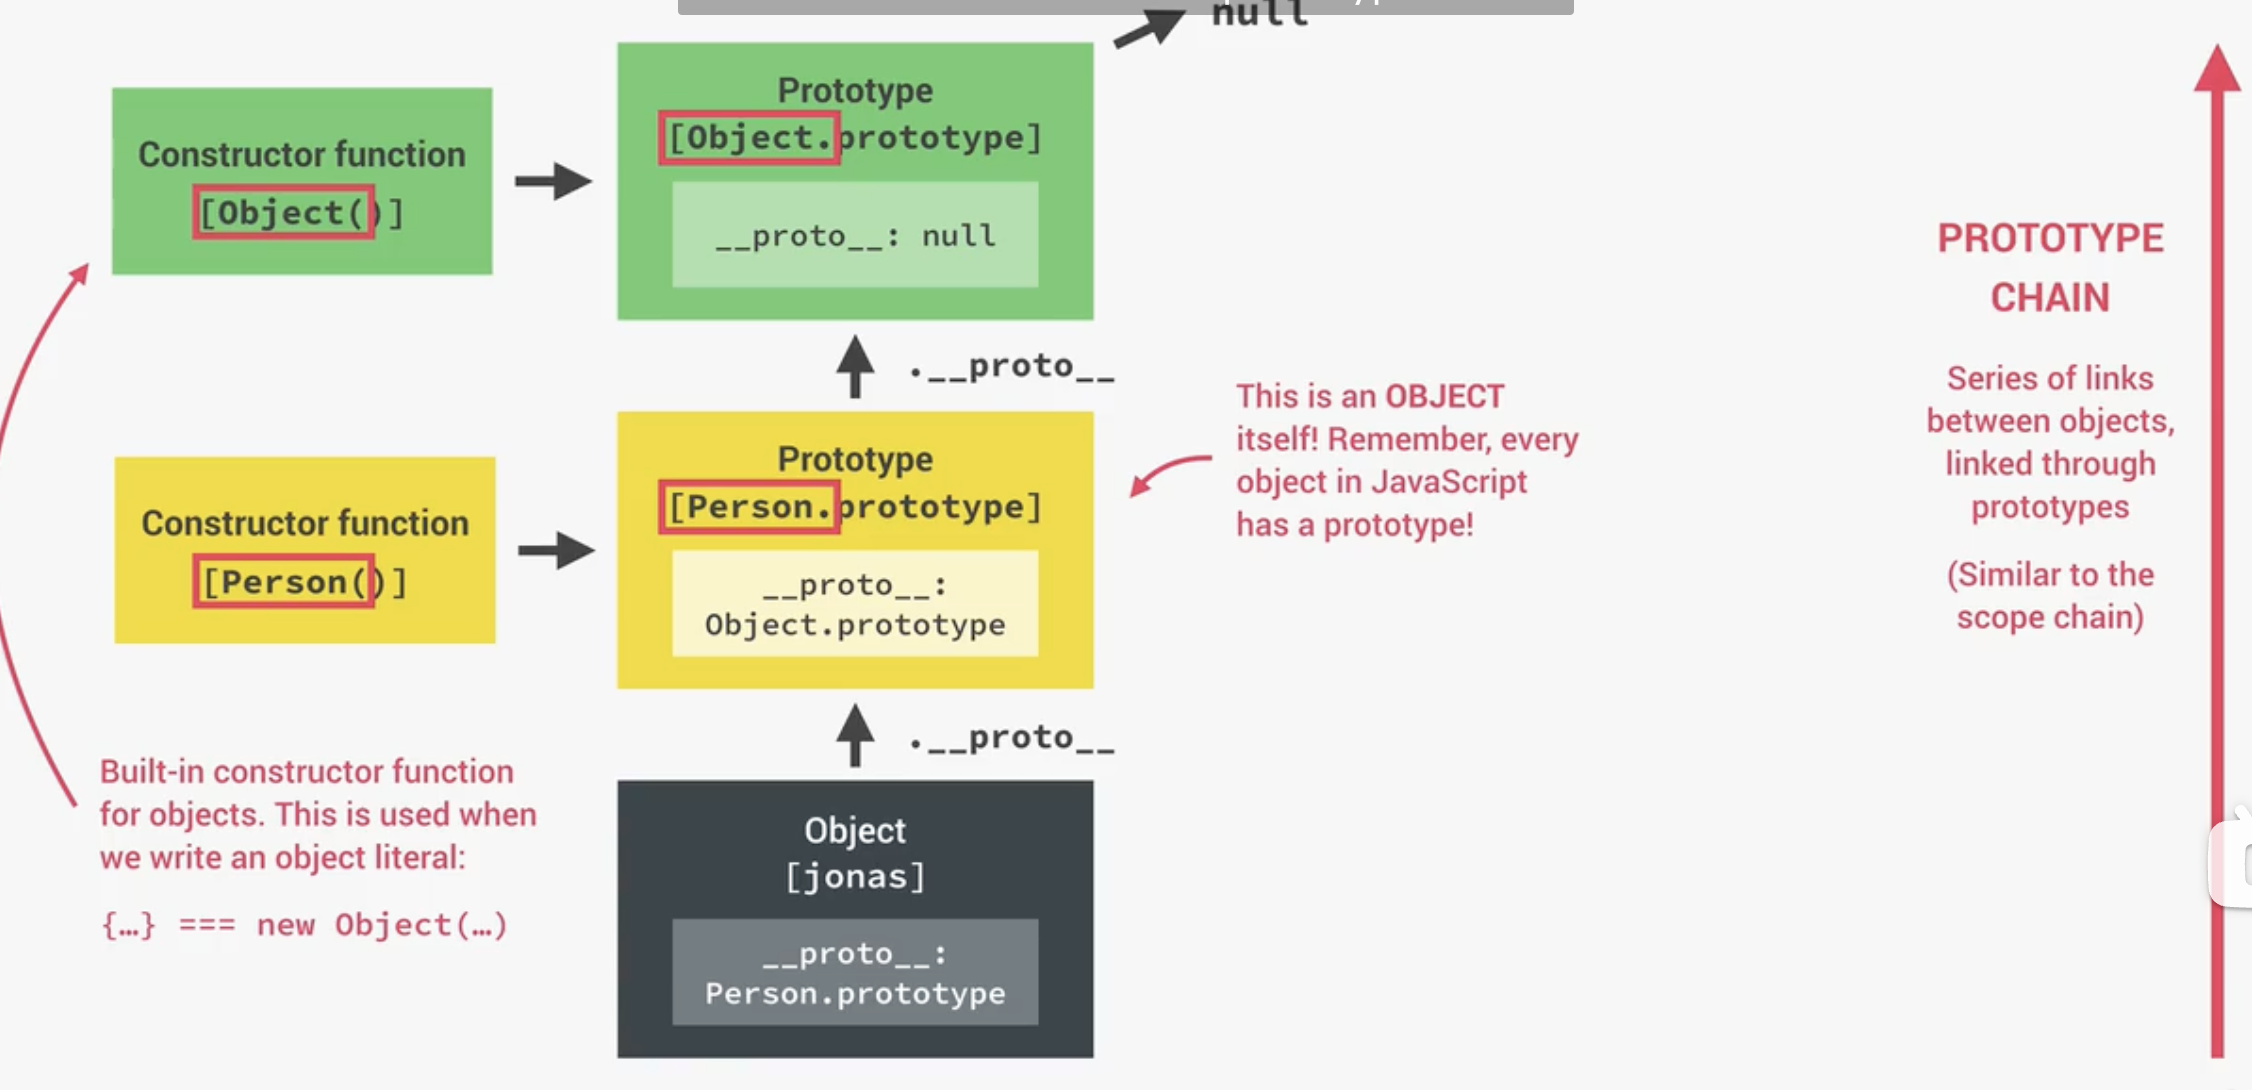 null
Prototype
[Object.prototype]
__proto__: null
Constructor function
[Object()]
.__proto__
Prototype
[Person.prototype]
__proto__:
Object.prototype
Constructor function
[Person()]
This is an OBJECT
itself! Remember, every
object in JavaScript
has a prototype!
.__proto__
Object
[jonas]
__proto__:
Person.prototype
Built-in constructor function
for objects. This is used when
we write an object literal:
{…} === new Object(…)
PROTOTYPE
CHAIN
Series of links
between objects,
linked through
prototypes
(Similar to the
scope chain)